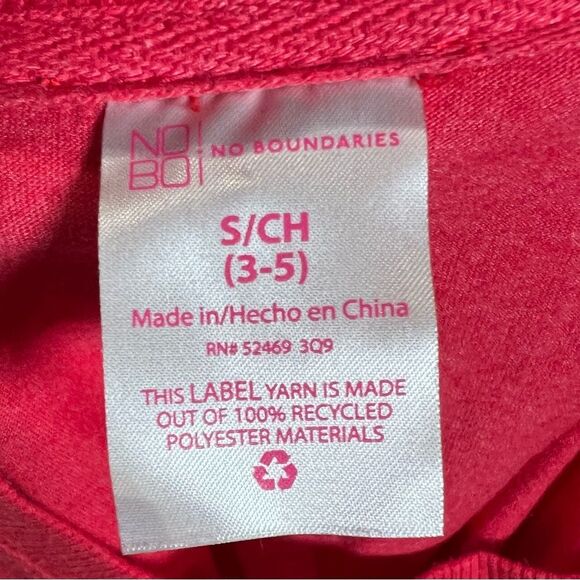 NO
BO
NO BOUNDARIES
S/CH
(3-5)
Made in/Hecho en China
RN# 52469 3Q9
THIS LABEL YARN IS MADE
OUT OF 100% RECYCLED
POLYESTER MATERIALS